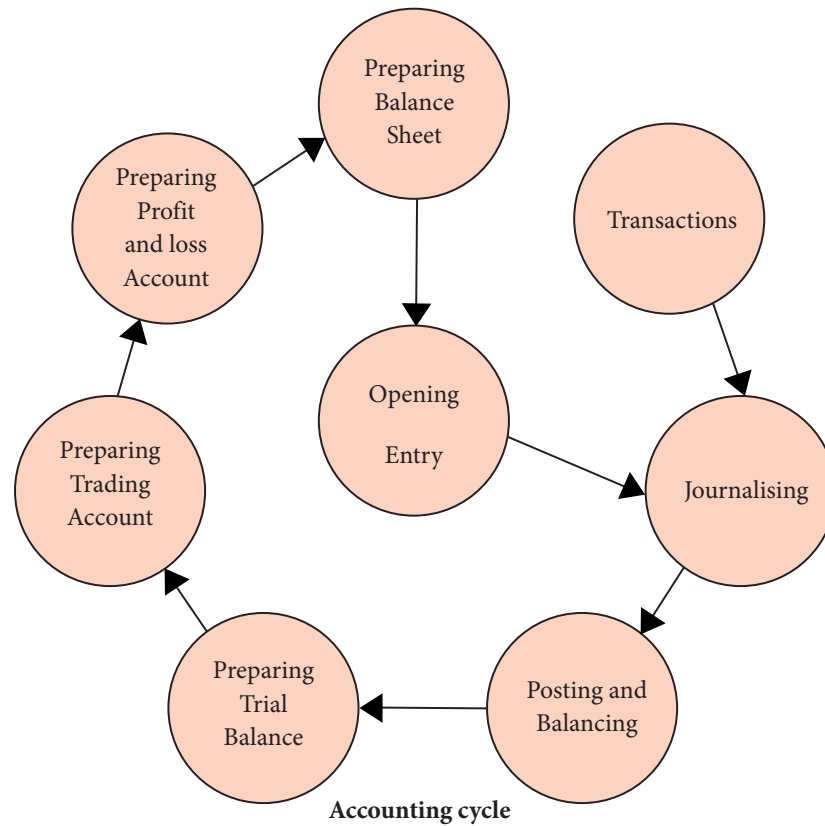 Preparing
Balance
Sheet
Transactions
Preparing
Profit
and loss
Account
Opening
Entry
Journalising
Preparing
Trading
Account
Posting and
Balancing
Preparing
Trial
Balance
Accounting cycle